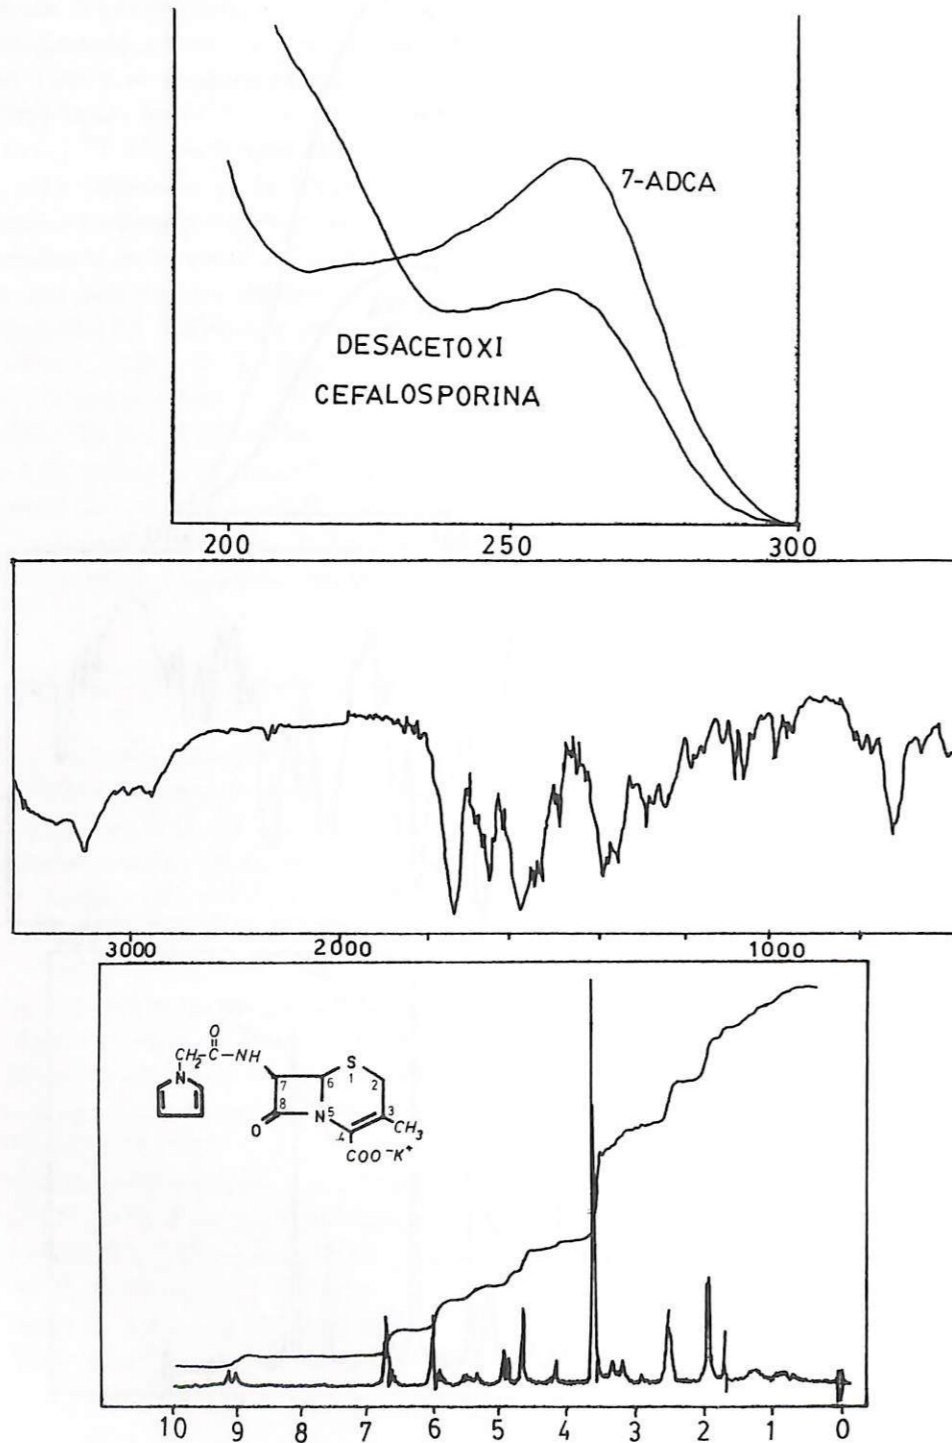 7-ADCA
DESACETOXI
CEFALOSPORINA
200 250 300
3000 2000 1000
O
CH2-C-NH
S
N
7 6 1 2
8 5 3
O N 4 CH3
COO-K+
10 9 8 7 6 5 4 3 2 1 0